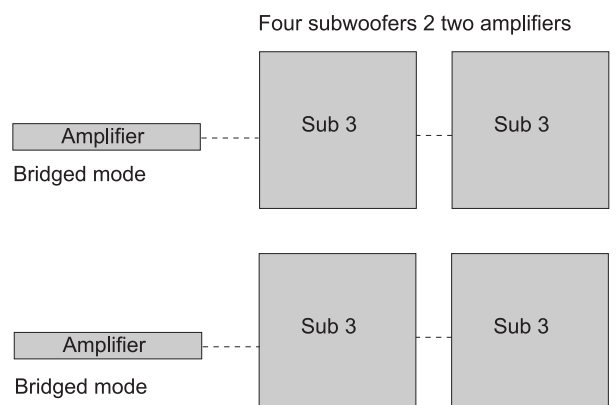 Four subwoofers 2 two amplifiers
Amplifier
Sub 3
Sub 3
Bridged mode
Amplifier
Sub 3
Sub 3
Bridged mode